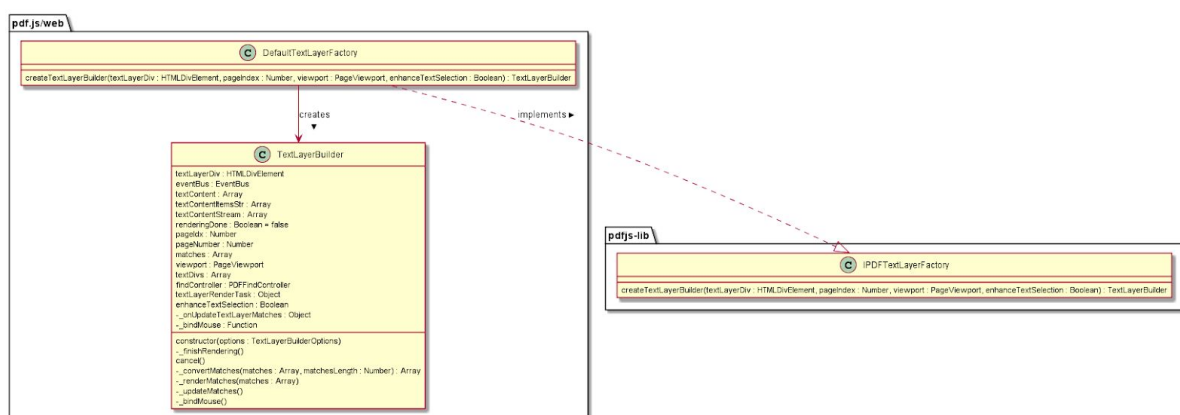 pdf.js/web
C DefaultTextLayerFactory
createTextLayerBuilder(textLayerDiv : HTMLDivElement, pageIndex : Number, viewport : PageViewport, enhanceTextSelection : Boolean) : TextLayerBuilder
creates
implements
C TextLayerBuilder
textLayerDiv : HTMLDivElement
eventBus : EventBus
textContent : Array
textContentItemsStr : Array
textContentStream : Array
renderingDone : Boolean = false
pageIdx : Number
pageNumber : Number
matches : Array
viewport : PageViewport
textDivs : Array
findController : PDFFindController
textLayerRenderTask : Object
enhanceTextSelection : Boolean
-_onUpdateTextLayerMatches : Object
-_bindMouse : Function
constructor(options : TextLayerBuilderOptions)
-_finishRendering()
cancel()
-_convertMatches(matches : Array, matchesLength : Number) : Array
-_renderMatches(matches : Array)
-_updateMatches()
-_bindMouse()
pdfjs-lib
C IPDFTextLayerFactory
createTextLayerBuilder(textLayerDiv : HTMLDivElement, pageIndex : Number, viewport : PageViewport, enhanceTextSelection : Boolean) : TextLayerBuilder